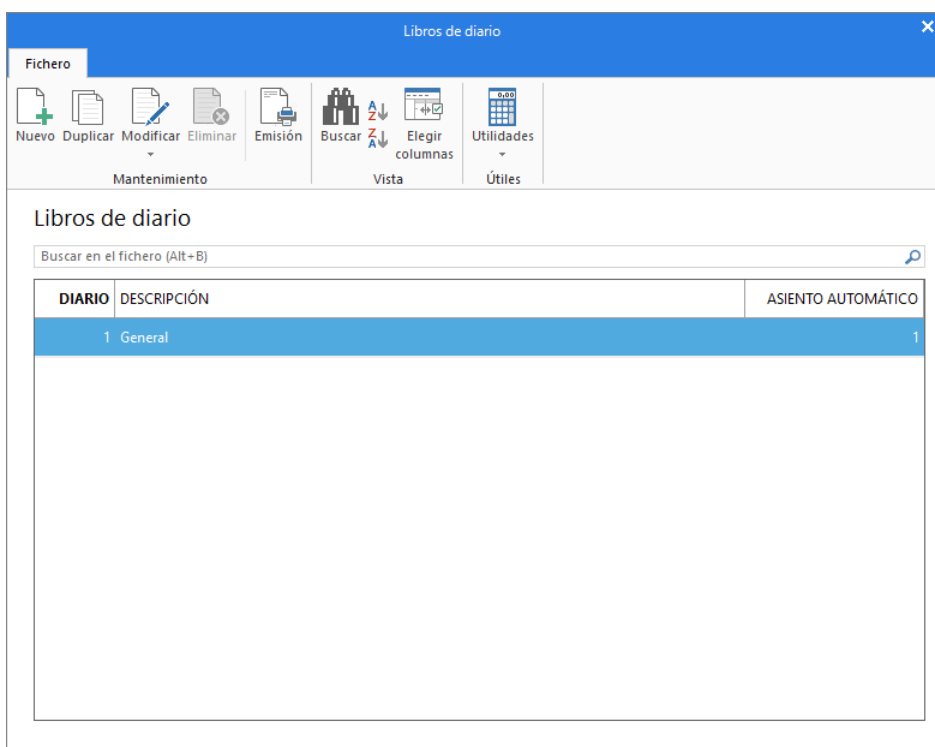 Libros de diario
Fichero
Nuevo Duplicar Modificar Eliminar Emisión Buscar Elegir columnas Utilidades
Mantenimiento Vista Útiles
Libros de diario
Buscar en el fichero (Alt+B)
DIARIO DESCRIPCIÓN ASIENTO AUTOMÁTICO
1 General 1